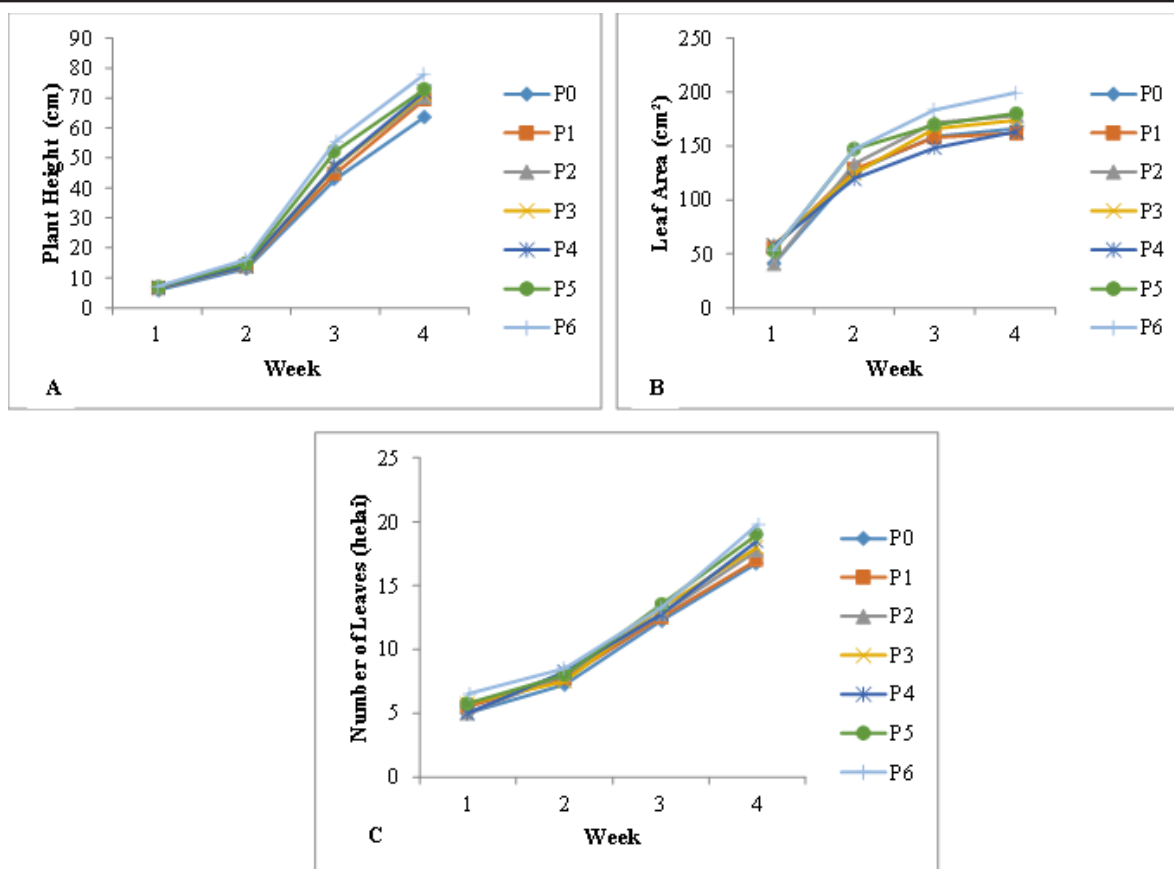 90
80
70
60
50
40
30
20
10
0
Plant Height (cm)
1 2 3 4
Week
A
P0
P1
P2
P3
P4
P5
P6
250
200
150
100
50
0
Leaf Area (cm²)
1 2 3 4
Week
B
P0
P1
P2
P3
P4
P5
P6
25
20
15
10
5
0
Number of Leaves (helai)
1 2 3 4
Week
C
P0
P1
P2
P3
P4
P5
P6